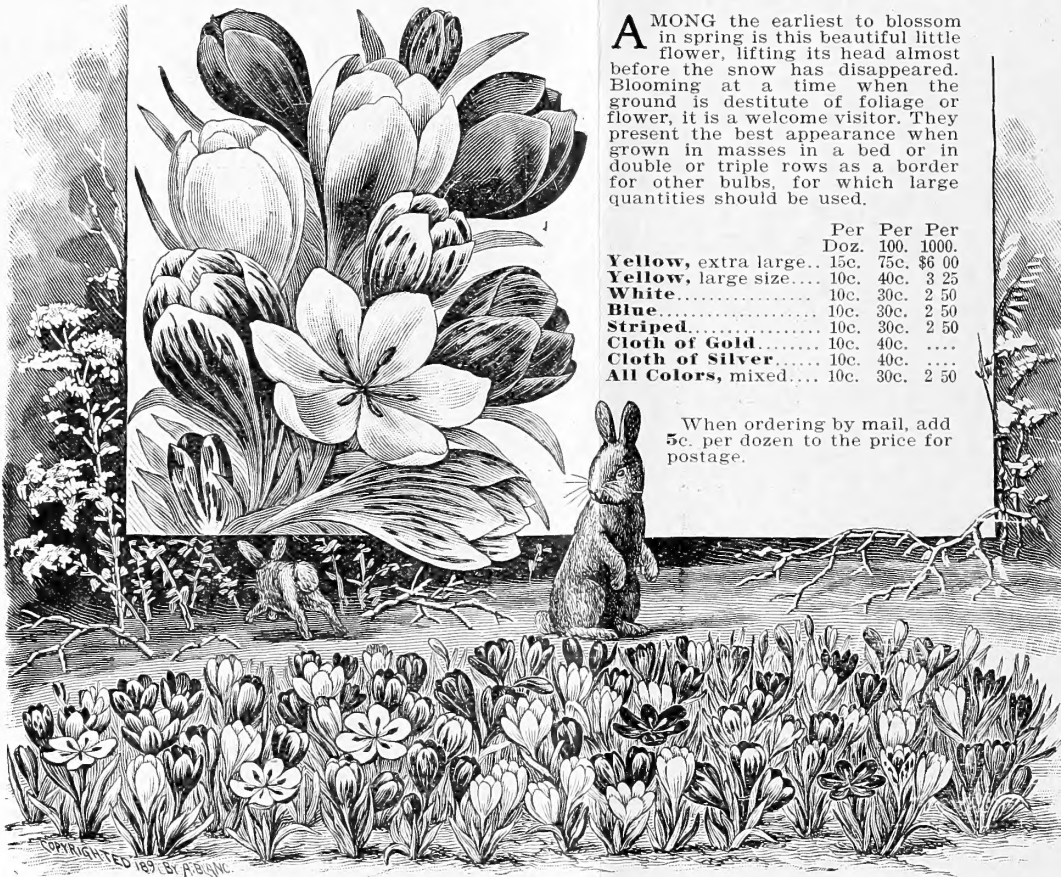 AMONG the earliest to blossom
in spring is this beautiful little
flower, lifting its head almost
before the snow has disappeared.
Blooming at a time when the
ground is destitute of foliage or
flower, it is a welcome visitor. They
present the best appearance when
grown in masses in a bed or in
double or triple rows as a border
for other bulbs, for which large
quantities should be used.
Per Per Per
Doz. 100. 1000.
Yellow, extra large.. 15c. 75c. $6 00
Yellow, large size.... 10c. 40c. 3 25
White................. 10c. 30c. 2 50
Blue.................... 10c. 30c. 2 50
Striped................ 10c. 30c. 2 50
Cloth of Gold........ 10c. 40c. ....
Cloth of Silver...... 10c. 40c. ....
All Colors, mixed.... 10c. 30c. 2 50
When ordering by mail, add
5c. per dozen to the price for
postage.
COPYRIGHTED BY A. BLANC.